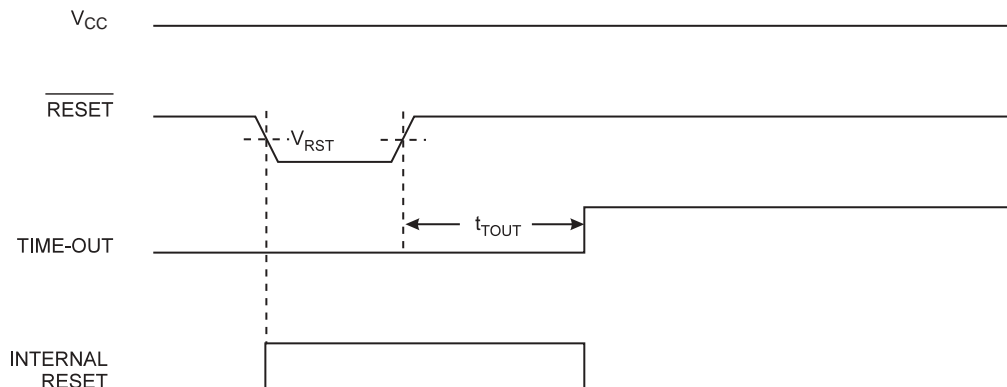 VCC
RESET
VRST
tTOUT
TIME-OUT
INTERNAL
RESET